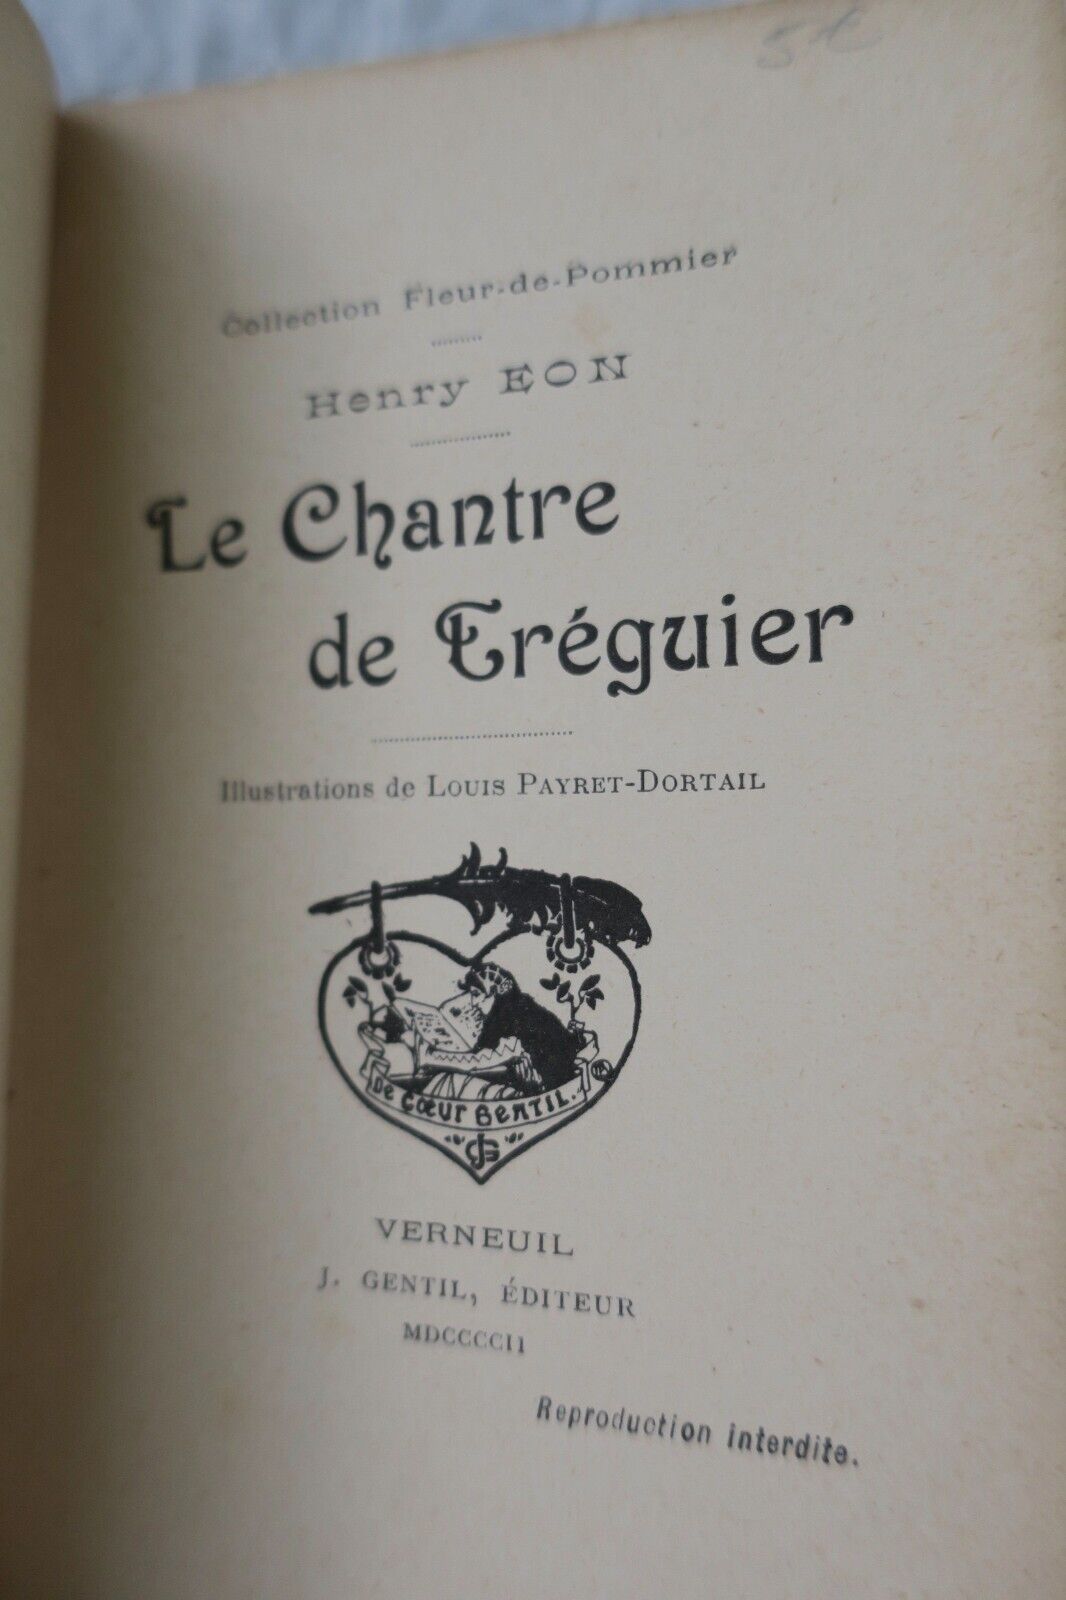 Collection Fleur-de-Pommier
Henry EON
Le Chantre
de Tréguier
Illustrations de Louis PAYRET-DORTAIL
De Cœur Gentil.
VERNEUIL
J. GENTIL, ÉDITEUR
MDCCCCII
Reproduction interdite.